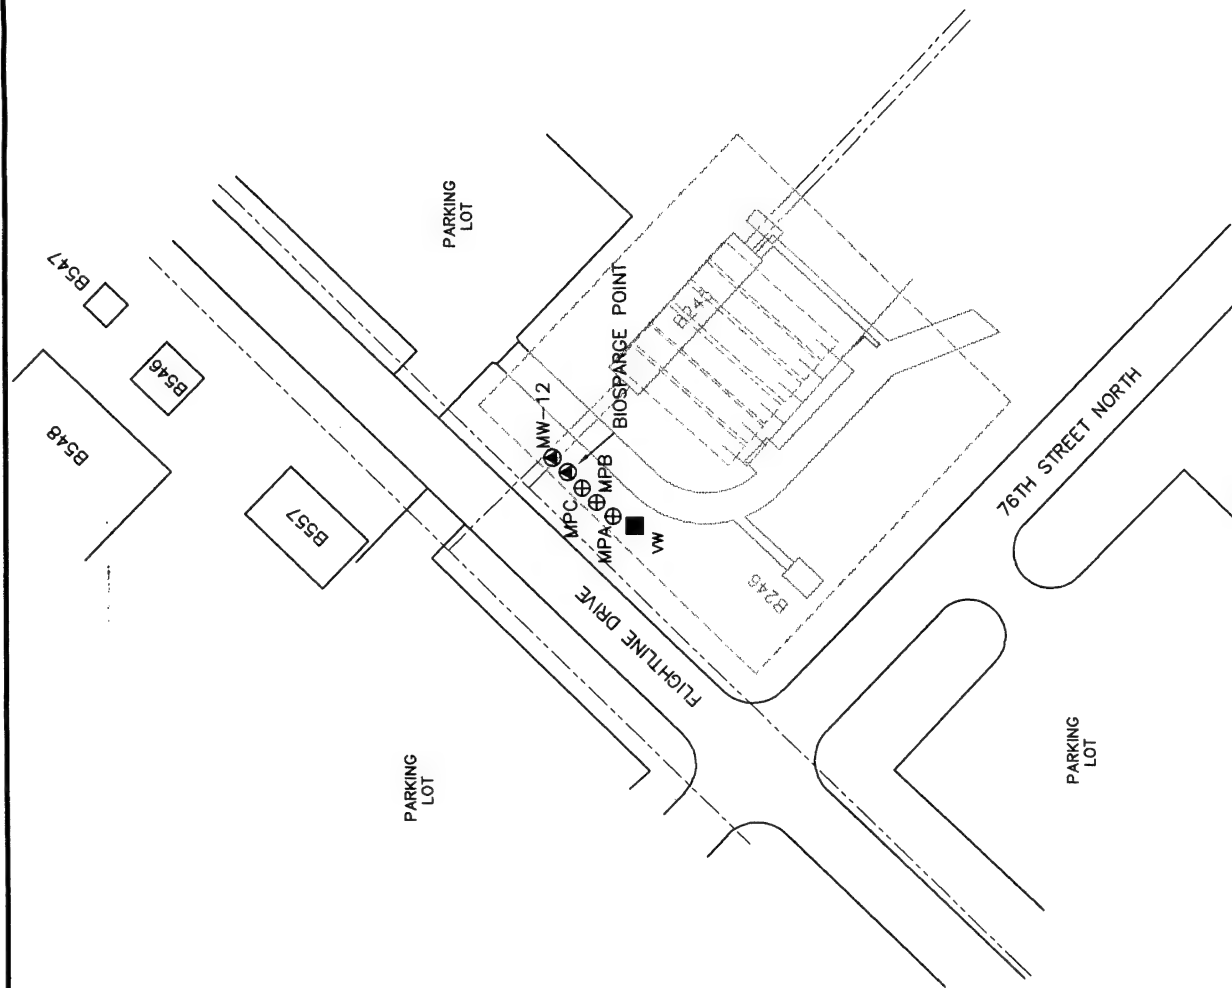 B547
PARKING
LOT
B546
B548
B557
MW-12
BIOSPARGE POINT
MPB
MPC
MPA
VW
B246
FLIGHTLINE DRIVE
76TH STREET NORTH
PARKING
LOT
PARKING
LOT